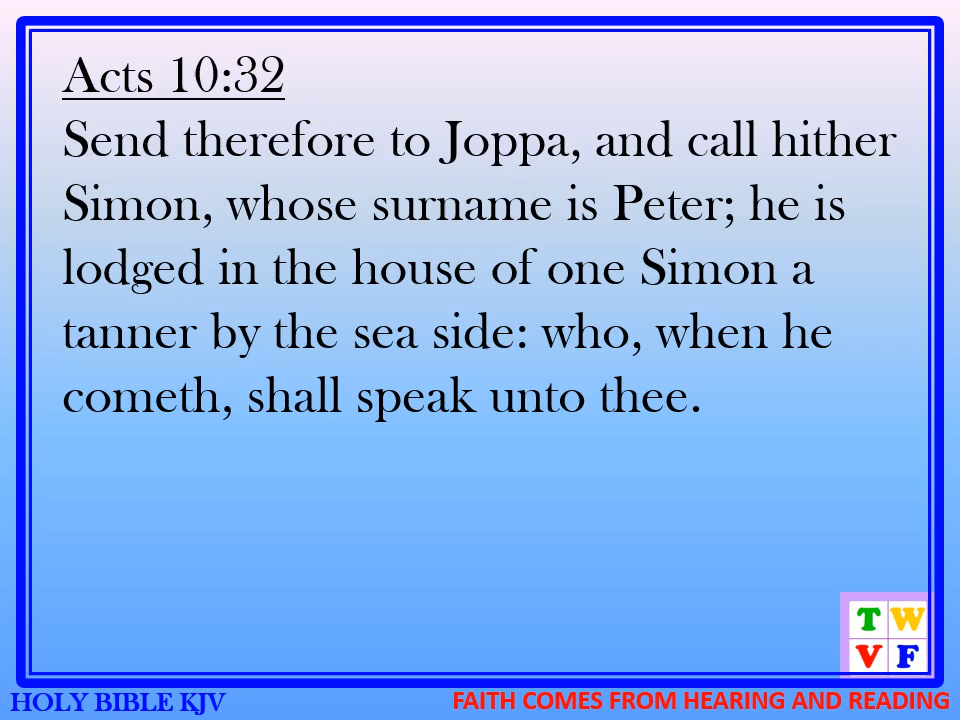 Acts 10:32
Send therefore to Joppa, and call hither
Simon, whose surname is Peter; he is
lodged in the house of one Simon a
tanner by the sea side: who, when he
cometh, shall speak unto thee.
T W
V F
HOLY BIBLE KJV
FAITH COMES FROM HEARING AND READING